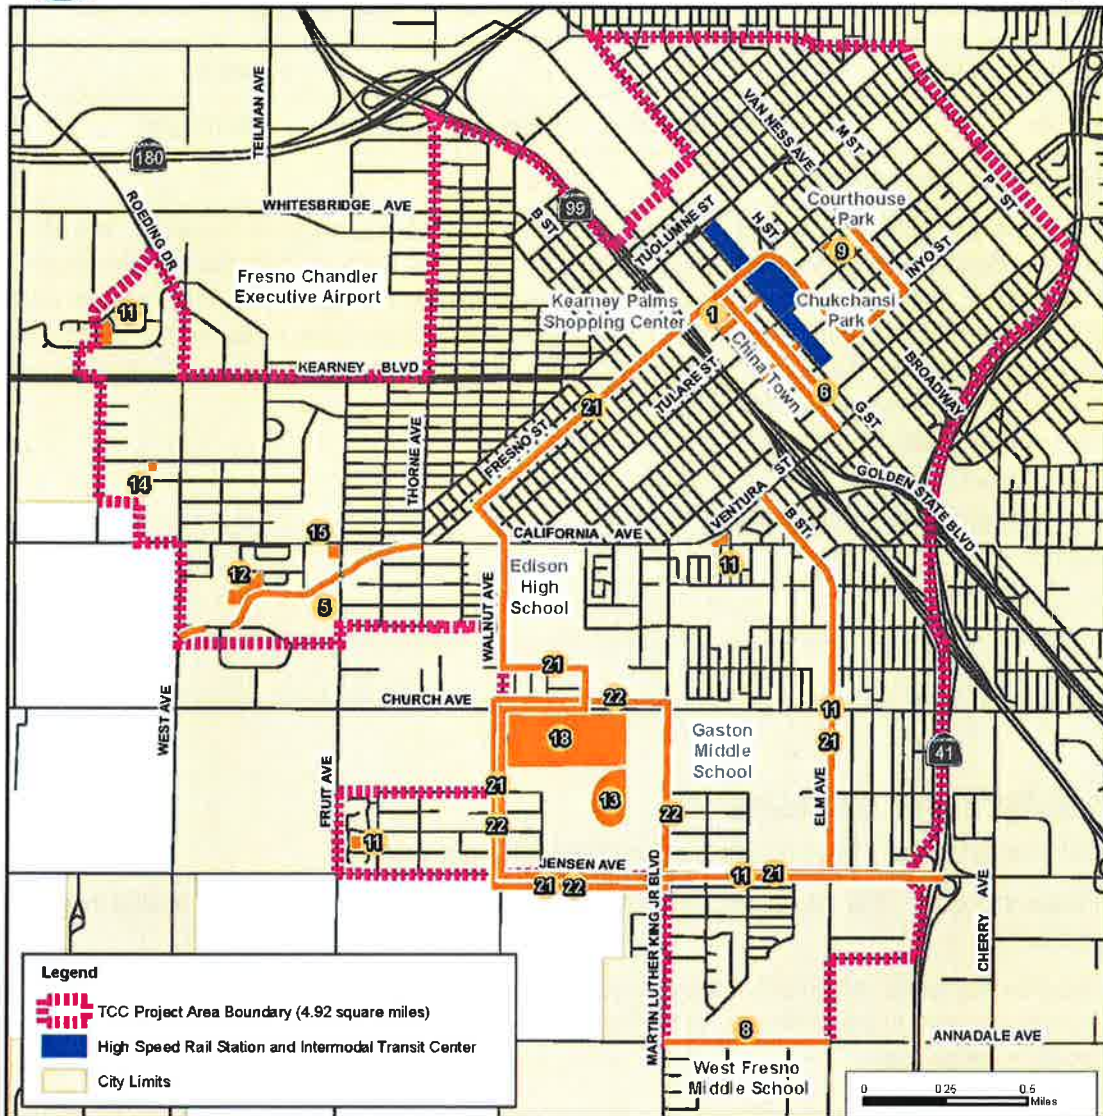 TEILMAN AVE
180
ROEDING DR
WHITESBRIDGE AVE
B ST
99
VAN NESS AVE
M ST
P ST
Courthouse
Park
TUOLUMNE ST
H ST
9
INYO ST
Fresno Chandler
Executive Airport
11
Kearney Palms
Shopping Center
1
Chukchansi
Park
China Town
KEARNEY BLVD
TULARE ST
6
G ST
BROADWAY
21
FRESNO ST
THORNE AVE
14
VENTURA ST
B ST
GOLDEN STATE BLVD
15
CALIFORNIA AVE
11
12
5
Edison
High
School
WALNUT AVE
21
WEST AVE
CHURCH AVE
22
11
18
Gaston
Middle
School
21
41
FRUIT AVE
21
13
22
22
ELM AVE
11
JENSEN AVE
11
21
21
22
MARTIN LUTHER KING JR BLVD
CHERRY AVE
8
ANNADALE AVE
West Fresno
Middle School
Legend
TCC Project Area Boundary (4.92 square miles)
High Speed Rail Station and Intermodal Transit Center
City Limits
0 0.25 0.5
Miles